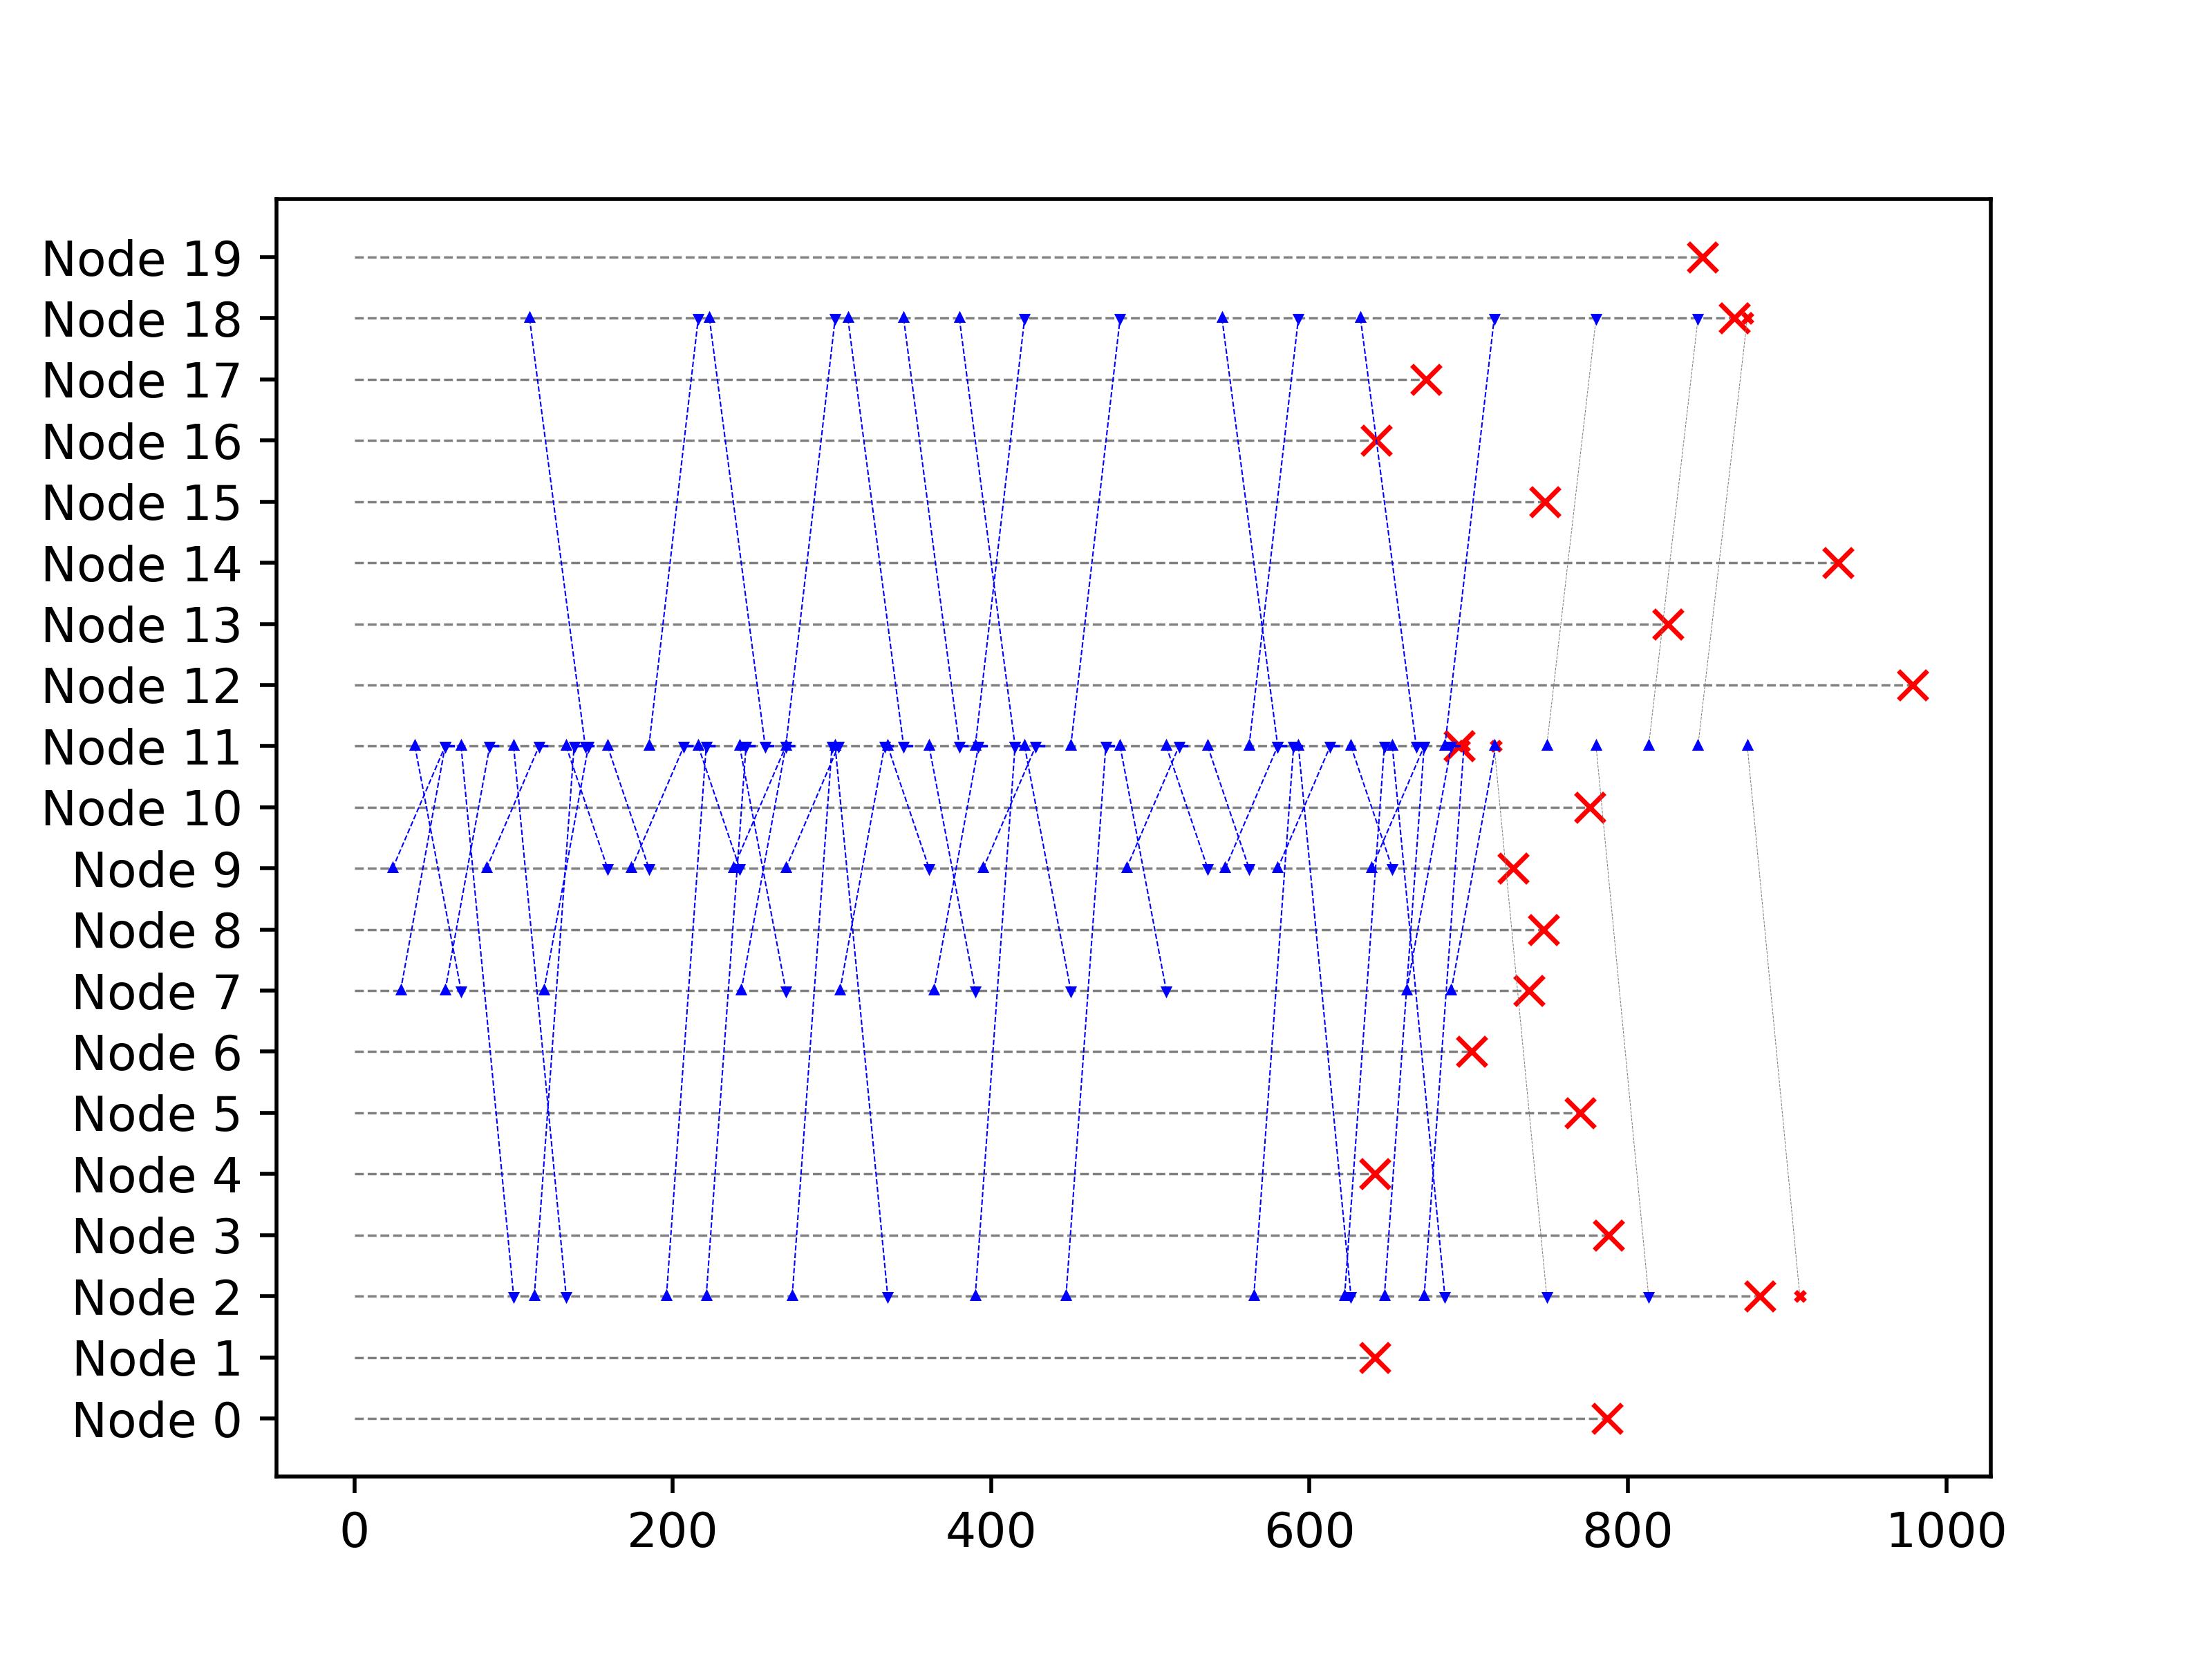 Node 19
Node 18
Node 17
Node 16
Node 15
Node 14
Node 13
Node 12
Node 11
Node 10
Node 9
Node 8
Node 7
Node 6
Node 5
Node 4
Node 3
Node 2
Node 1
Node 0
0 200 400 600 800 1000